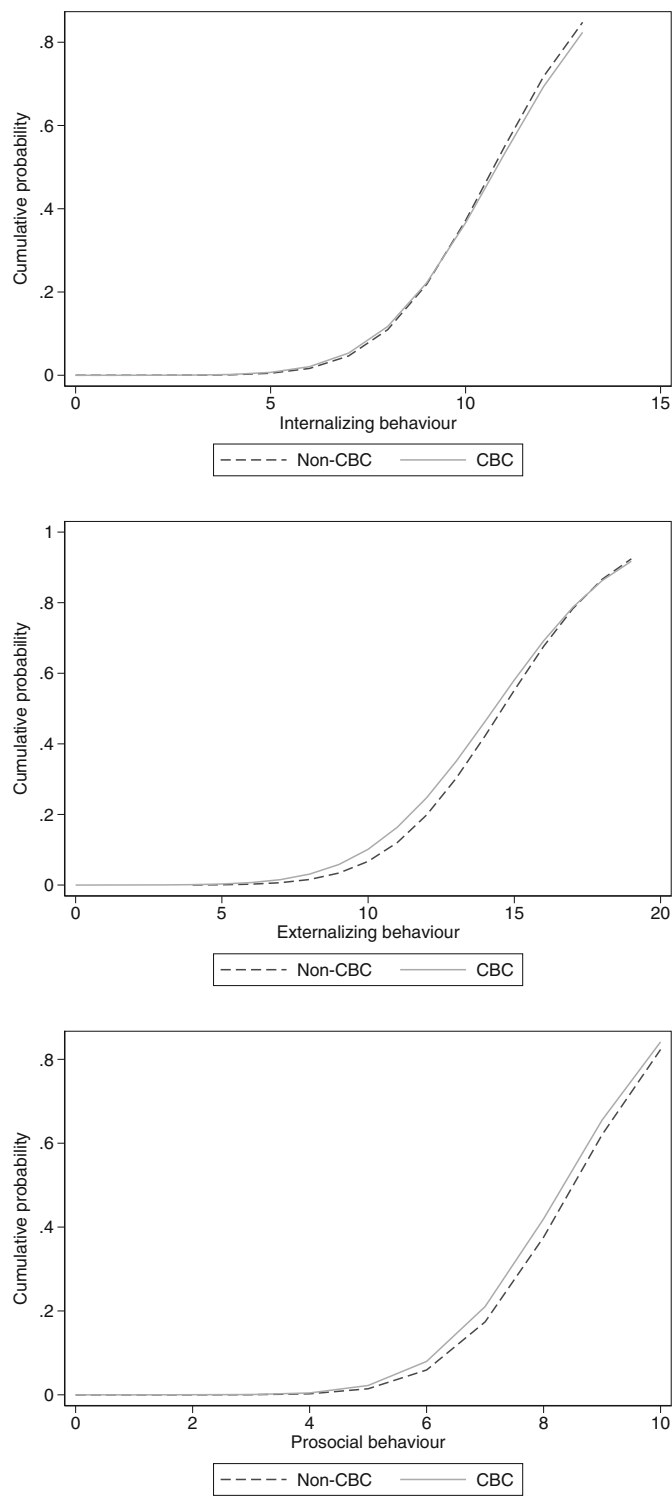 Cumulative probability
.8
.6
.4
.2
0
0 5 10 15
Internalizing behaviour
Non-CBC CBC
Cumulative probability
1
.8
.6
.4
.2
0
0 5 10 15 20
Externalizing behaviour
Non-CBC CBC
Cumulative probability
.8
.6
.4
.2
0
0 2 4 6 8 10
Prosocial behaviour
Non-CBC CBC